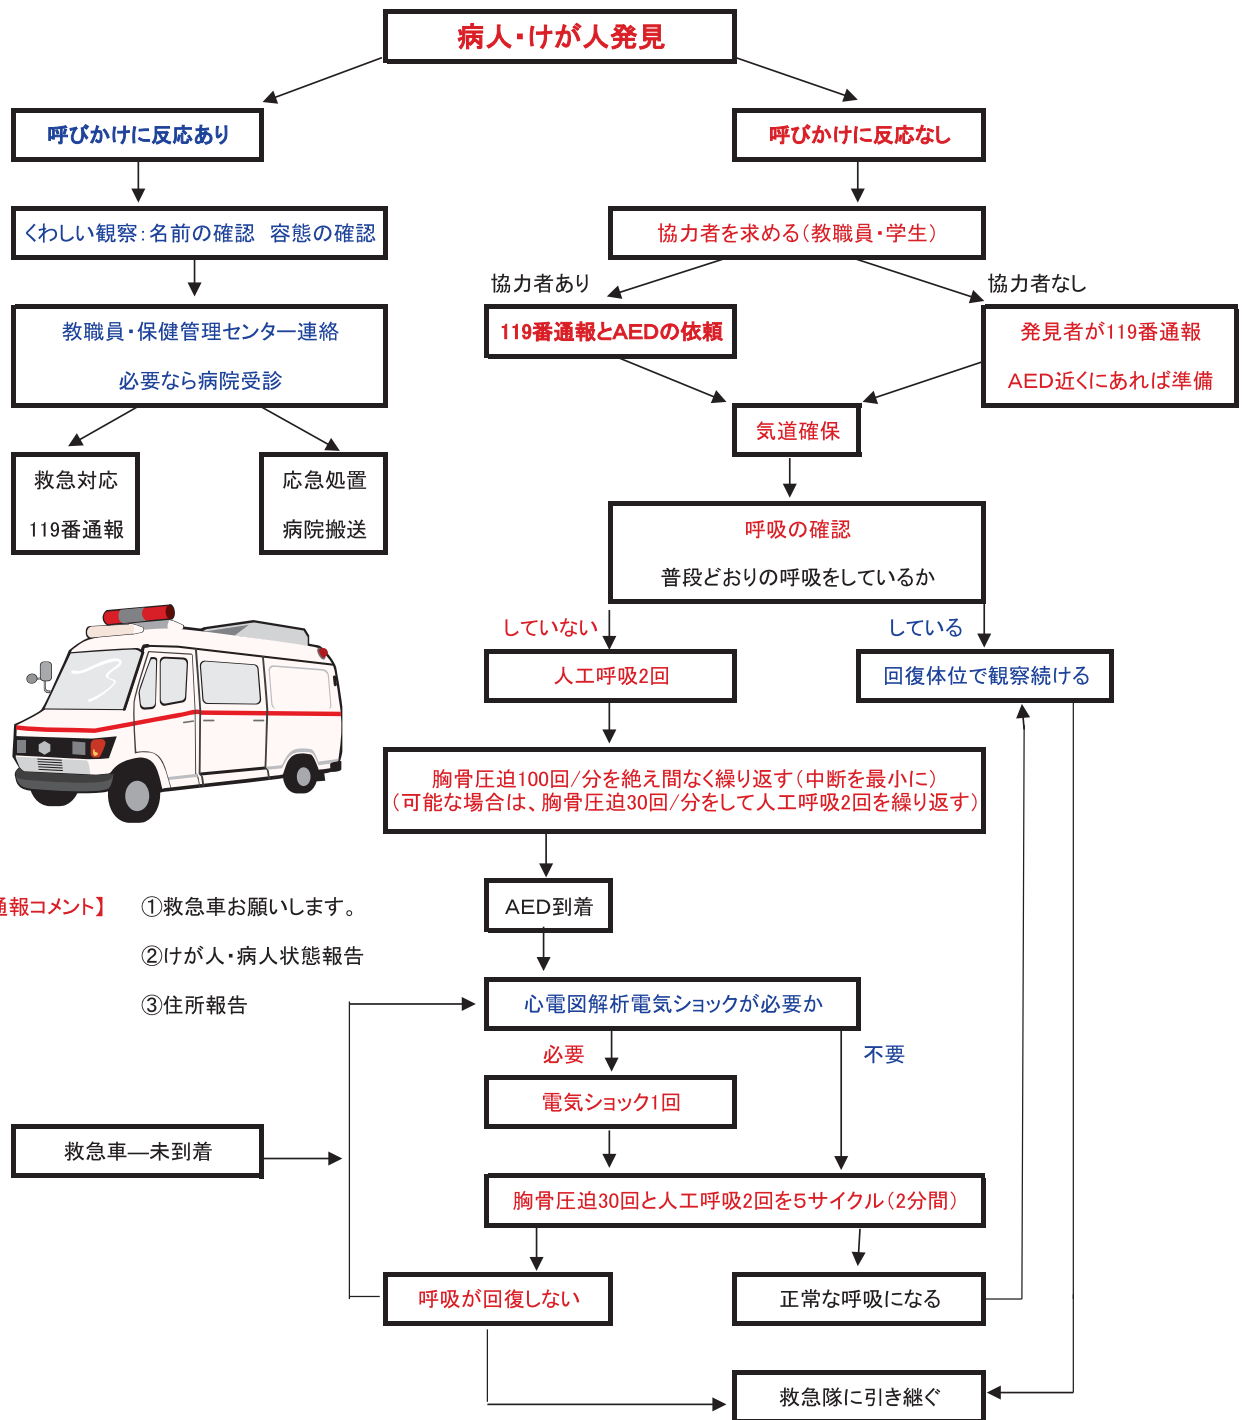 病人・けが人発見
呼びかけに反応あり
呼びかけに反応なし
くわしい観察：名前の確認　容態の確認
協力者を求める（教職員・学生）
協力者あり
協力者なし
教職員・保健管理センター連絡
必要なら病院受診
119番通報とAEDの依頼
発見者が119番通報
AED近くにあれば準備
気道確保
救急対応
119番通報
応急処置
病院搬送
呼吸の確認
普段どおりの呼吸をしているか
していない
している
人工呼吸2回
回復体位で観察続ける
胸骨圧迫100回/分を絶え間なく繰り返す（中断を最小に）
（可能な場合は、胸骨圧迫30回/分をして人工呼吸2回を繰り返す）
AED到着
通報コメント】　①救急車お願いします。
②けが人・病人状態報告
③住所報告
心電図解析電気ショックが必要か
必要
不要
電気ショック1回
救急車―未到着
胸骨圧迫30回と人工呼吸2回を5サイクル（2分間）
呼吸が回復しない
正常な呼吸になる
救急隊に引き継ぐ